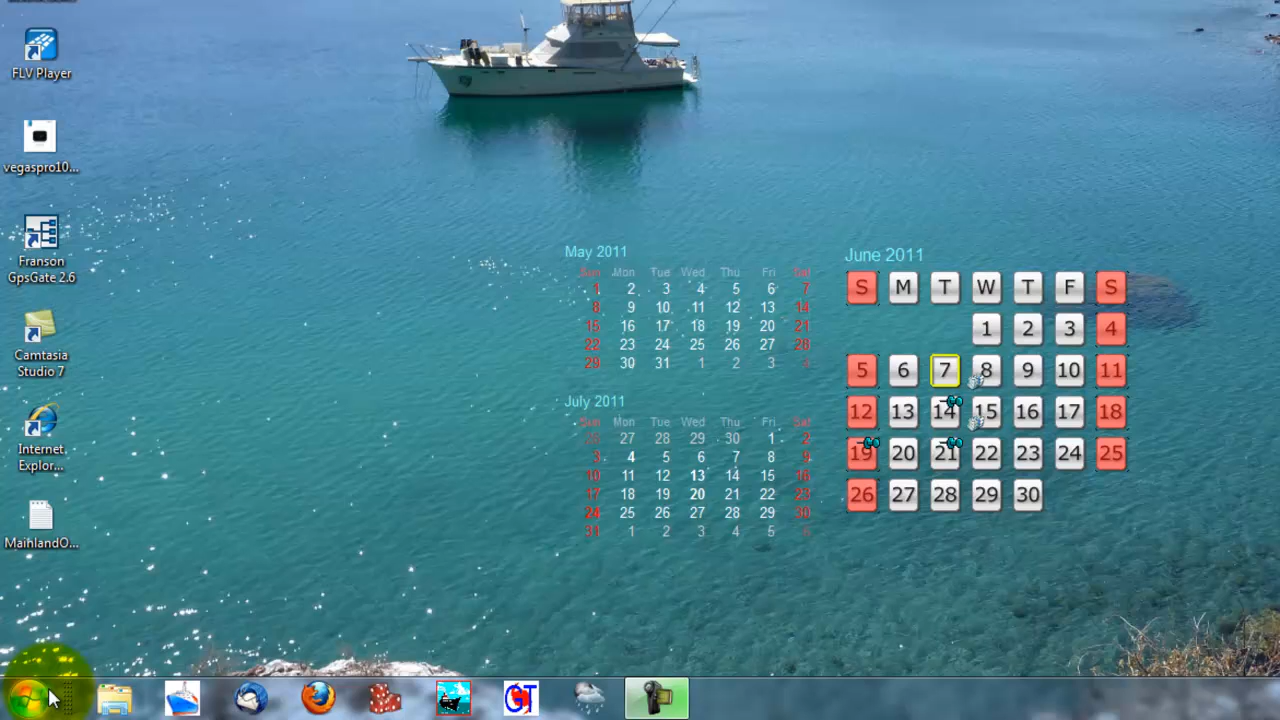 FLV Player
vegaspro10...
Franson
GpsGate 2.6
Camtasia
Studio 7
Internet
Explor...
MaihlandO...
May 2011
Sun Mon Tue Wed Thu Fri Sat
1 2 3 4 5 6 7
8 9 10 11 12 13 14
15 16 17 18 19 20 21
22 23 24 25 26 27 28
29 30 31 1 2 3 4
July 2011
Sun Mon Tue Wed Thu Fri Sat
26 27 28 29 30 1 2
3 4 5 6 7 8 9
10 11 12 13 14 15 16
17 18 19 20 21 22 23
24 25 26 27 28 29 30
31 1 2 3 4 5 6
June 2011
S M T W T F S
1 2 3 4
5 6 7 8 9 10 11
12 13 14 15 16 17 18
19 20 21 22 23 24 25
26 27 28 29 30
GT